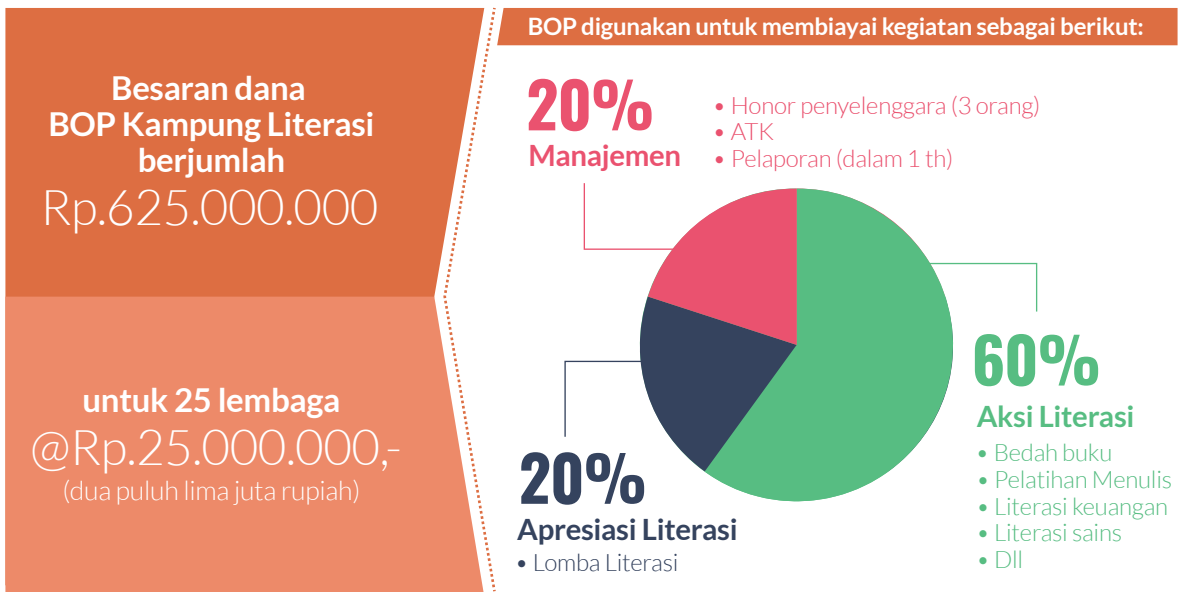 Besaran dana
BOP Kampung Literasi
berjumlah
Rp.625.000.000
untuk 25 lembaga
@Rp.25.000.000,-
(dua puluh lima juta rupiah)
BOP digunakan untuk membiayai kegiatan sebagai berikut:
20%
Manajemen
• Honor penyelenggara (3 orang)
• ATK
• Pelaporan (dalam 1 th)
60%
Aksi Literasi
• Bedah buku
• Pelatihan Menulis
• Literasi keuangan
• Literasi sains
• Dll
20%
Apresiasi Literasi
• Lomba Literasi